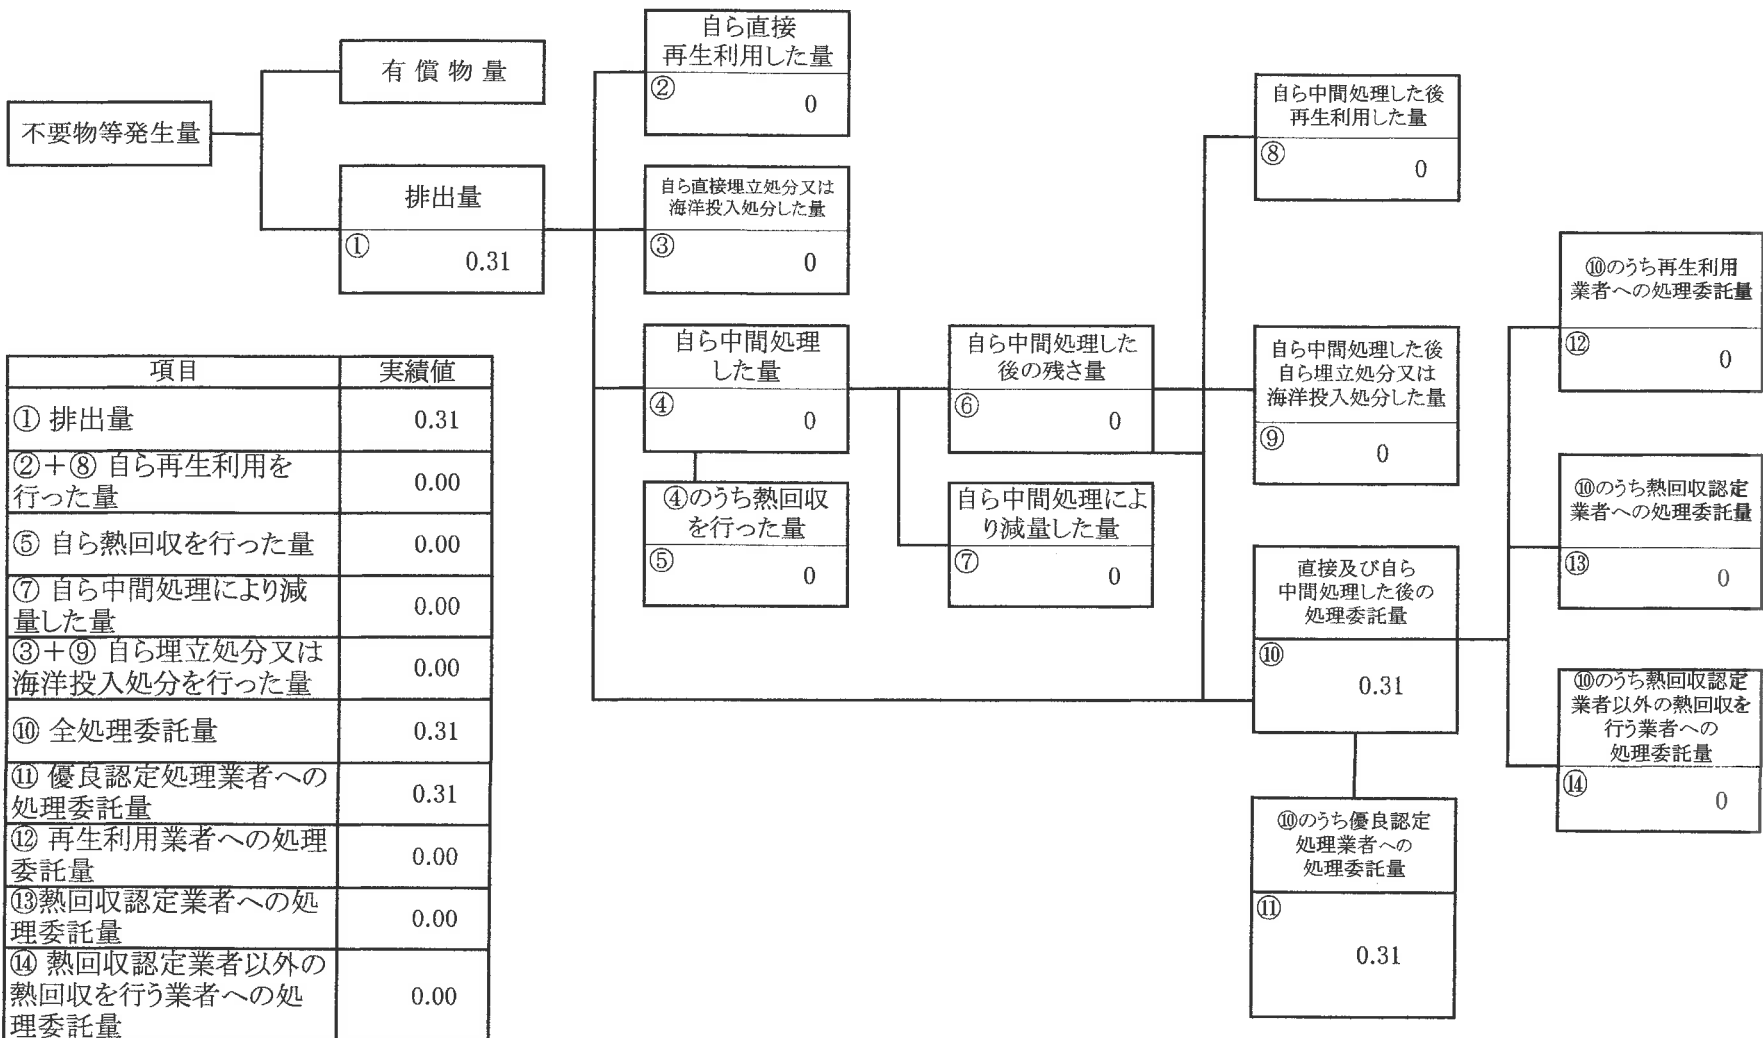 不要物等発生量
有償物量
排出量
①
0.31
自ら直接
再生利用した量
②
0
自ら直接埋立処分又は
海洋投入処分した量
③
0
自ら中間処理
した量
④
0
④のうち熱回収
を行った量
⑤
0
自ら中間処理した
後の残さ量
⑥
0
自ら中間処理によ
り減量した量
⑦
0
自ら中間処理した後
再生利用した量
⑧
0
自ら中間処理した後
自ら埋立処分又は
海洋投入処分した量
⑨
0
直接及び自ら
中間処理した後の
処理委託量
⑩
0.31
⑩のうち優良認定
処理業者への
処理委託量
⑪
0.31
⑩のうち再生利用
業者への処理委託量
⑫
0
⑩のうち熱回収認定
業者への処理委託量
⑬
0
⑩のうち熱回収認定
業者以外の熱回収を
行う業者への
処理委託量
⑭
0
項目 実績値
① 排出量 0.31
②+⑧ 自ら再生利用を
行った量 0.00
⑤ 自ら熱回収を行った量 0.00
⑦ 自ら中間処理により減
量した量 0.00
③+⑨ 自ら埋立処分又は
海洋投入処分を行った量 0.00
⑩ 全処理委託量 0.31
⑪ 優良認定処理業者への
処理委託量 0.31
⑫ 再生利用業者への処理
委託量 0.00
⑬熱回収認定業者への処
理委託量 0.00
⑭ 熱回収認定業者以外の
熱回収を行う業者への処
理委託量 0.00